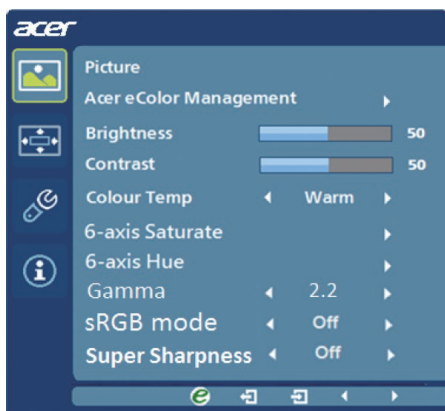 acer
Picture
Acer eColor Management
Brightness 50
Contrast 50
Colour Temp Warm
6-axis Saturate
6-axis Hue
Gamma 2.2
sRGB mode Off
Super Sharpness Off